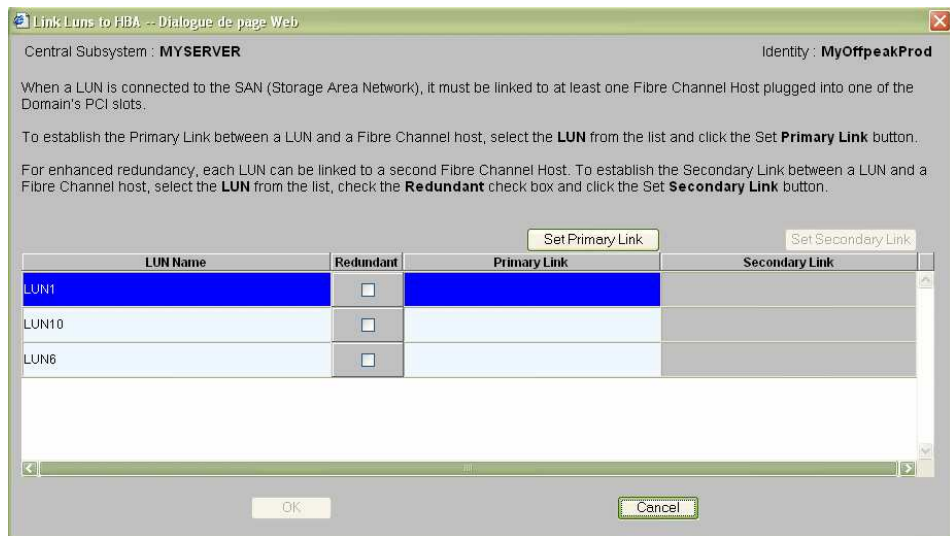 Link Luns to HBA -- Dialogue de page Web
Central Subsystem : MYSERVER Identity : MyOffpeakProd
When a LUN is connected to the SAN (Storage Area Network), it must be linked to at least one Fibre Channel Host plugged into one of the
Domain's PCI slots.
To establish the Primary Link between a LUN and a Fibre Channel host, select the LUN from the list and click the Set Primary Link button.
For enhanced redundancy, each LUN can be linked to a second Fibre Channel Host. To establish the Secondary Link between a LUN and a
Fibre Channel host, select the LUN from the list, check the Redundant check box and click the Set Secondary Link button.
Set Primary Link Set Secondary Link
LUN Name Redundant Primary Link Secondary Link
LUN1
LUN10
LUN6
OK Cancel